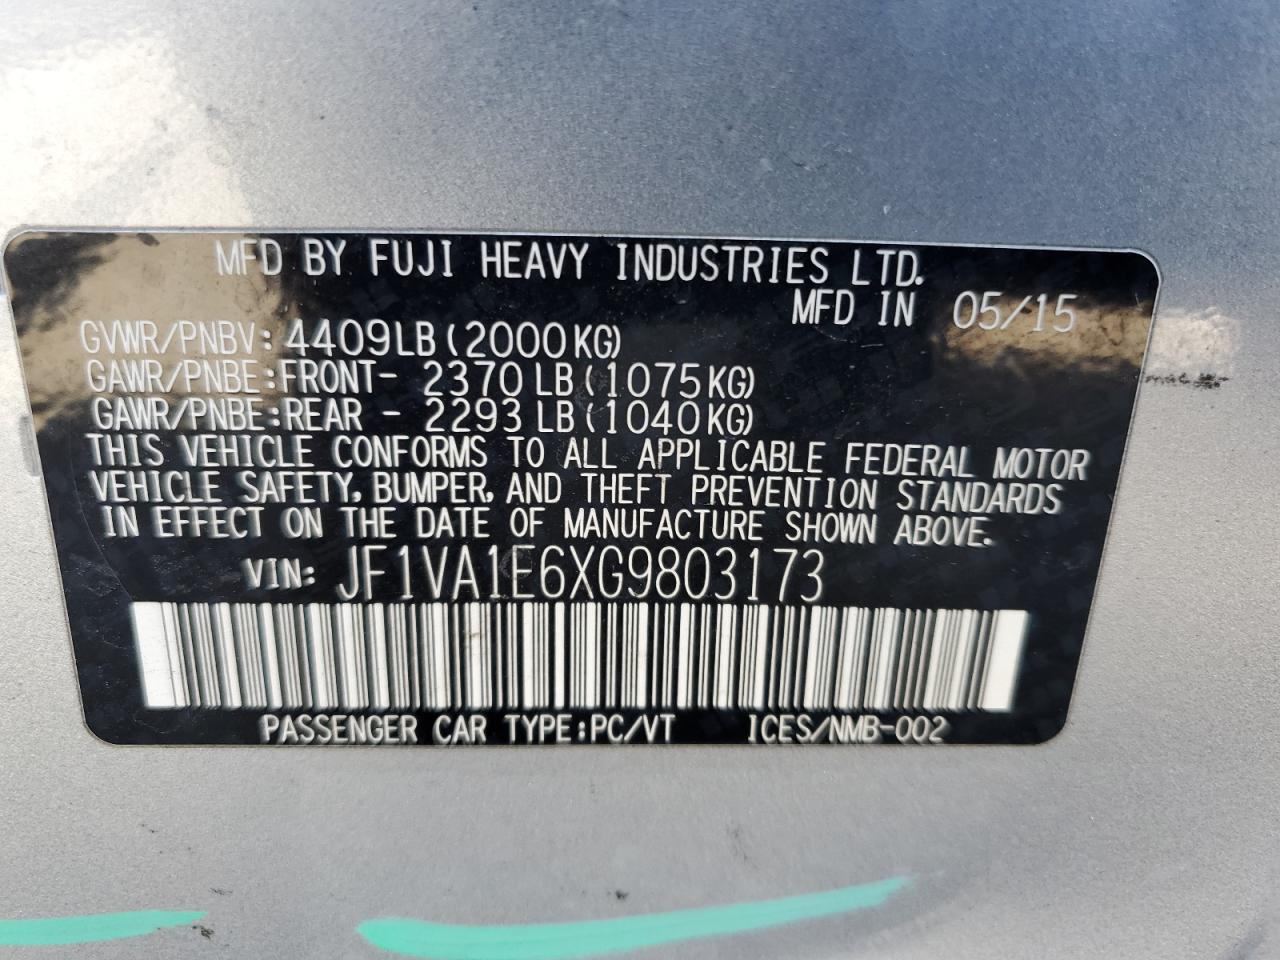 MFD BY FUJI HEAVY INDUSTRIES LTD.
MFD IN 05/15
GVWR/PNBV: 4409LB (2000KG)
GAWR/PNBE:FRONT- 2370 LB (1075KG)
GAWR/PNBE:REAR - 2293 LB (1040KG)
THIS VEHICLE CONFORMS TO ALL APPLICABLE FEDERAL MOTOR
VEHICLE SAFETY, BUMPER, AND THEFT PREVENTION STANDARDS
IN EFFECT ON THE DATE OF MANUFACTURE SHOWN ABOVE.
VIN: JF1VA1E6XG9803173
PASSENGER CAR TYPE:PC/VT ICES/NMB-002